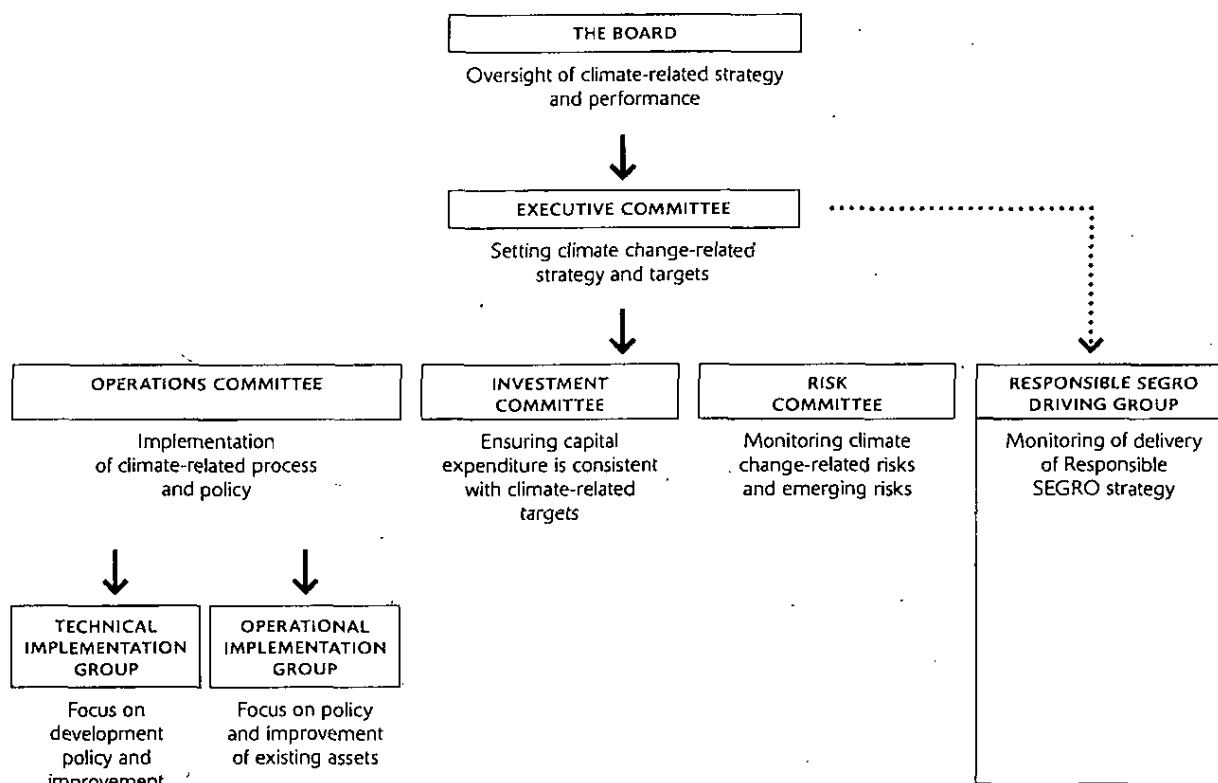 THE BOARD
Oversight of climate-related strategy
and performance
EXECUTIVE COMMITTEE
Setting climate change-related
strategy and targets
OPERATIONS COMMITTEE
Implementation
of climate-related process
and policy
INVESTMENT
COMMITTEE
Ensuring capital
expenditure is consistent
with climate-related
targets
RISK
COMMITTEE
Monitoring climate
change-related risks
and emerging risks
RESPONSIBLE SEGRO
DRIVING GROUP
Monitoring of delivery
of Responsible
SEGRO strategy
TECHNICAL
IMPLEMENTATION
GROUP
Focus on
development
policy and
improvement
OPERATIONAL
IMPLEMENTATION
GROUP
Focus on policy
and improvement
of existing assets